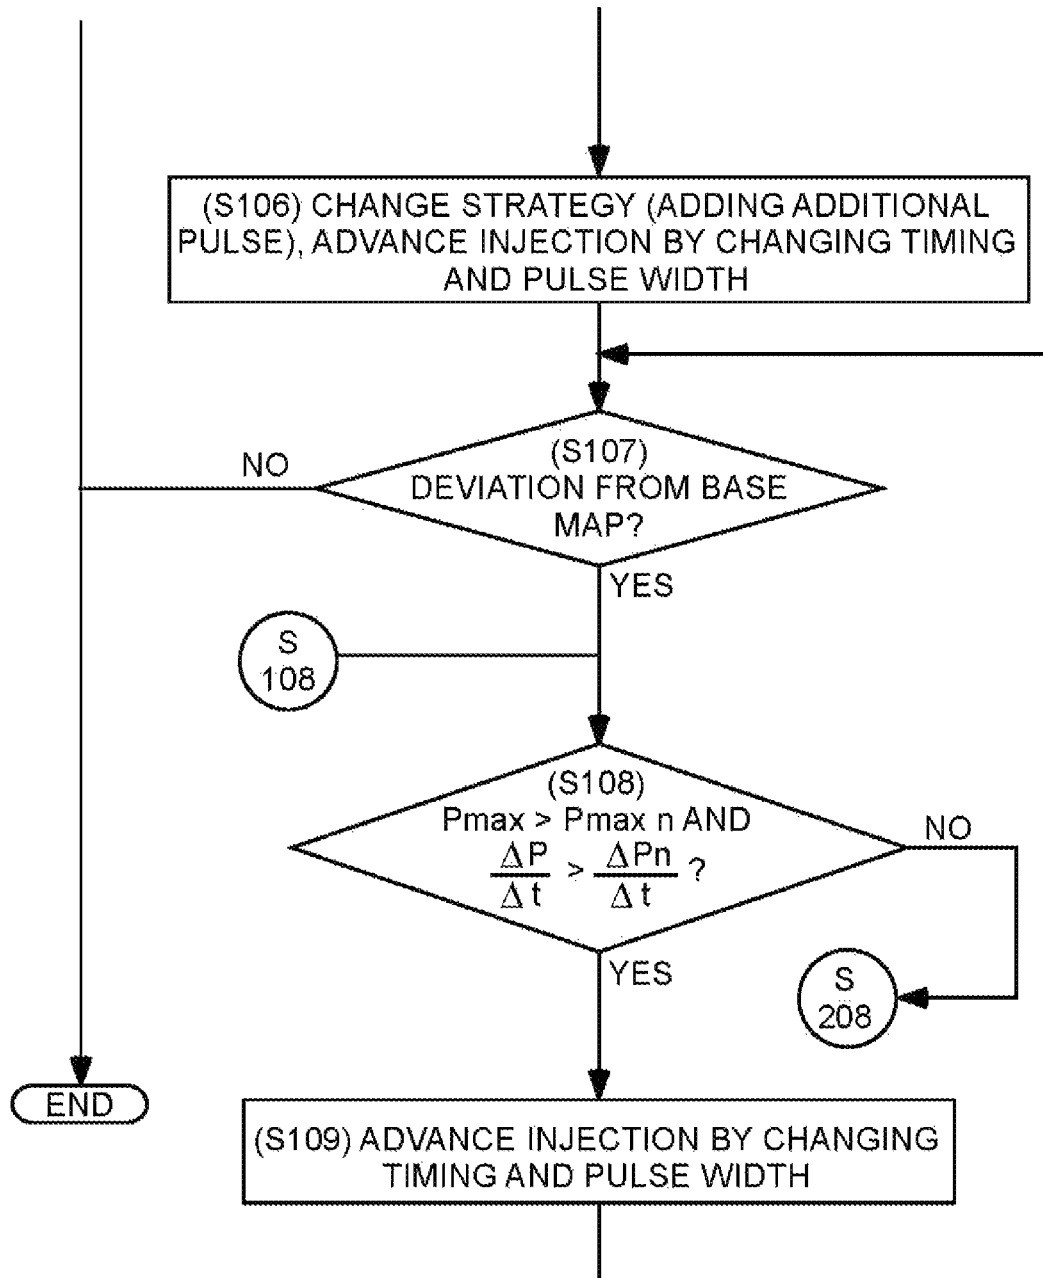 (S106) CHANGE STRATEGY (ADDING ADDITIONAL
PULSE), ADVANCE INJECTION BY CHANGING TIMING
AND PULSE WIDTH
(S107)
DEVIATION FROM BASE
MAP?
NO
YES
S
108
(S108)
Pmax > Pmax n AND
ΔP/Δt > ΔPn/Δt ?
NO
YES
S
208
END
(S109) ADVANCE INJECTION BY CHANGING
TIMING AND PULSE WIDTH